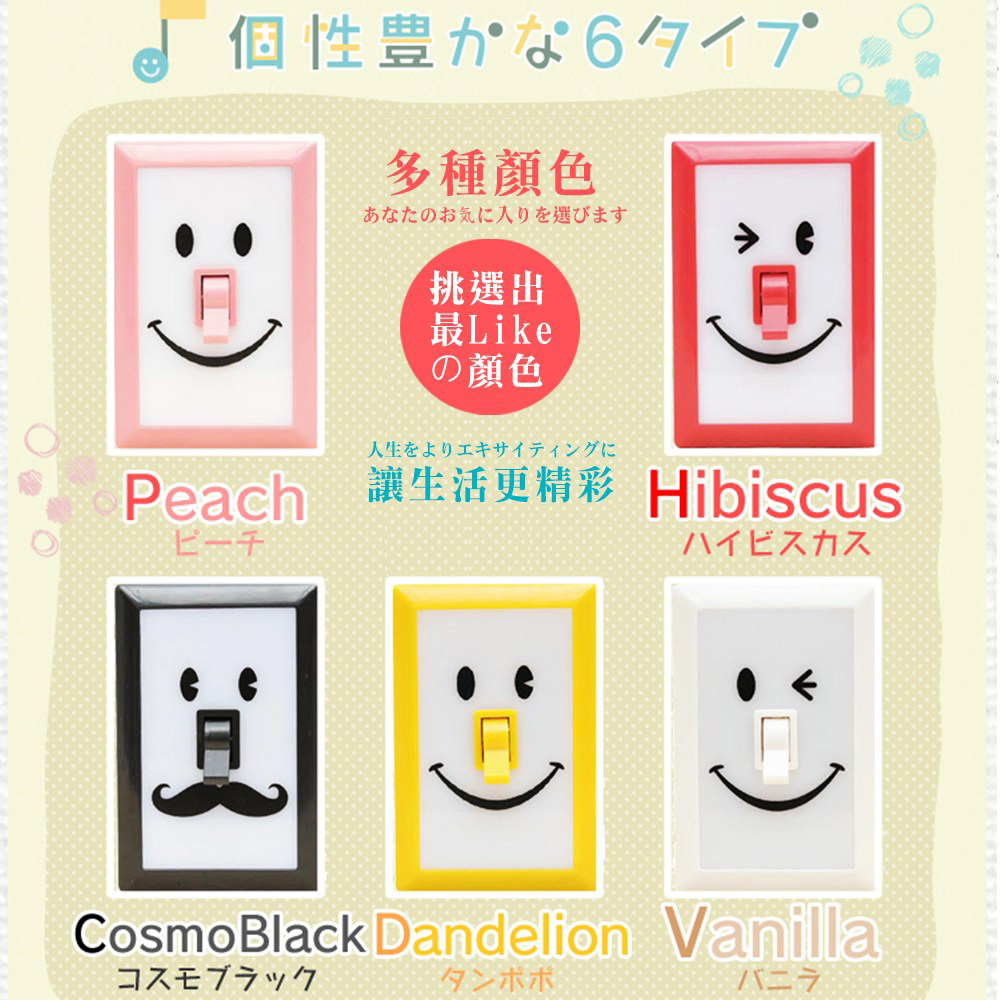 個性豊かな6タイプ
多種顏色
あなたのお気に入りを選びます
挑選出
最Like
の顏色
人生をよりエキサイティングに
讓生活更精彩
Peach
ピーチ
Hibiscus
ハイビスカス
CosmoBlack
コスモブラック
Dandelion
タンポポ
Vanilla
バニラ